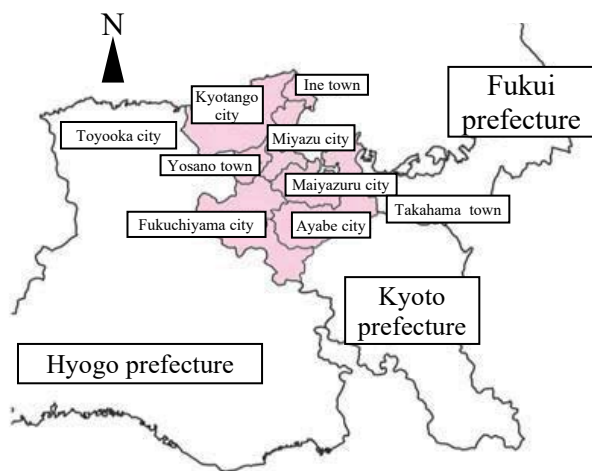 N
Ine town
Kyotango
city
Fukui
prefecture
Toyooka city
Miyazu city
Yosano town
Maiyazuru city
Takahama town
Fukuchiyama city
Ayabe city
Kyoto
prefecture
Hyogo prefecture